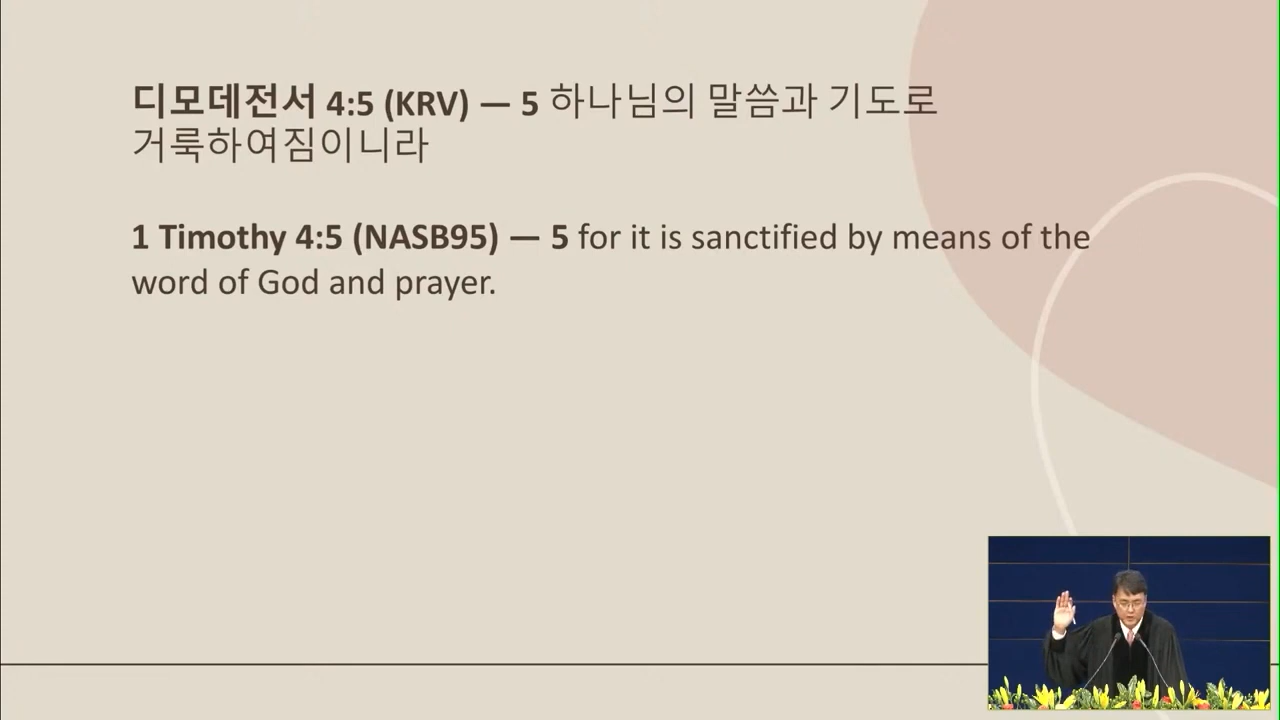 디모데전서 4:5 (KRV) — 5 하나님의 말씀과 기도로
거룩하여짐이니라
1 Timothy 4:5 (NASB95) — 5 for it is sanctified by means of the
word of God and prayer.